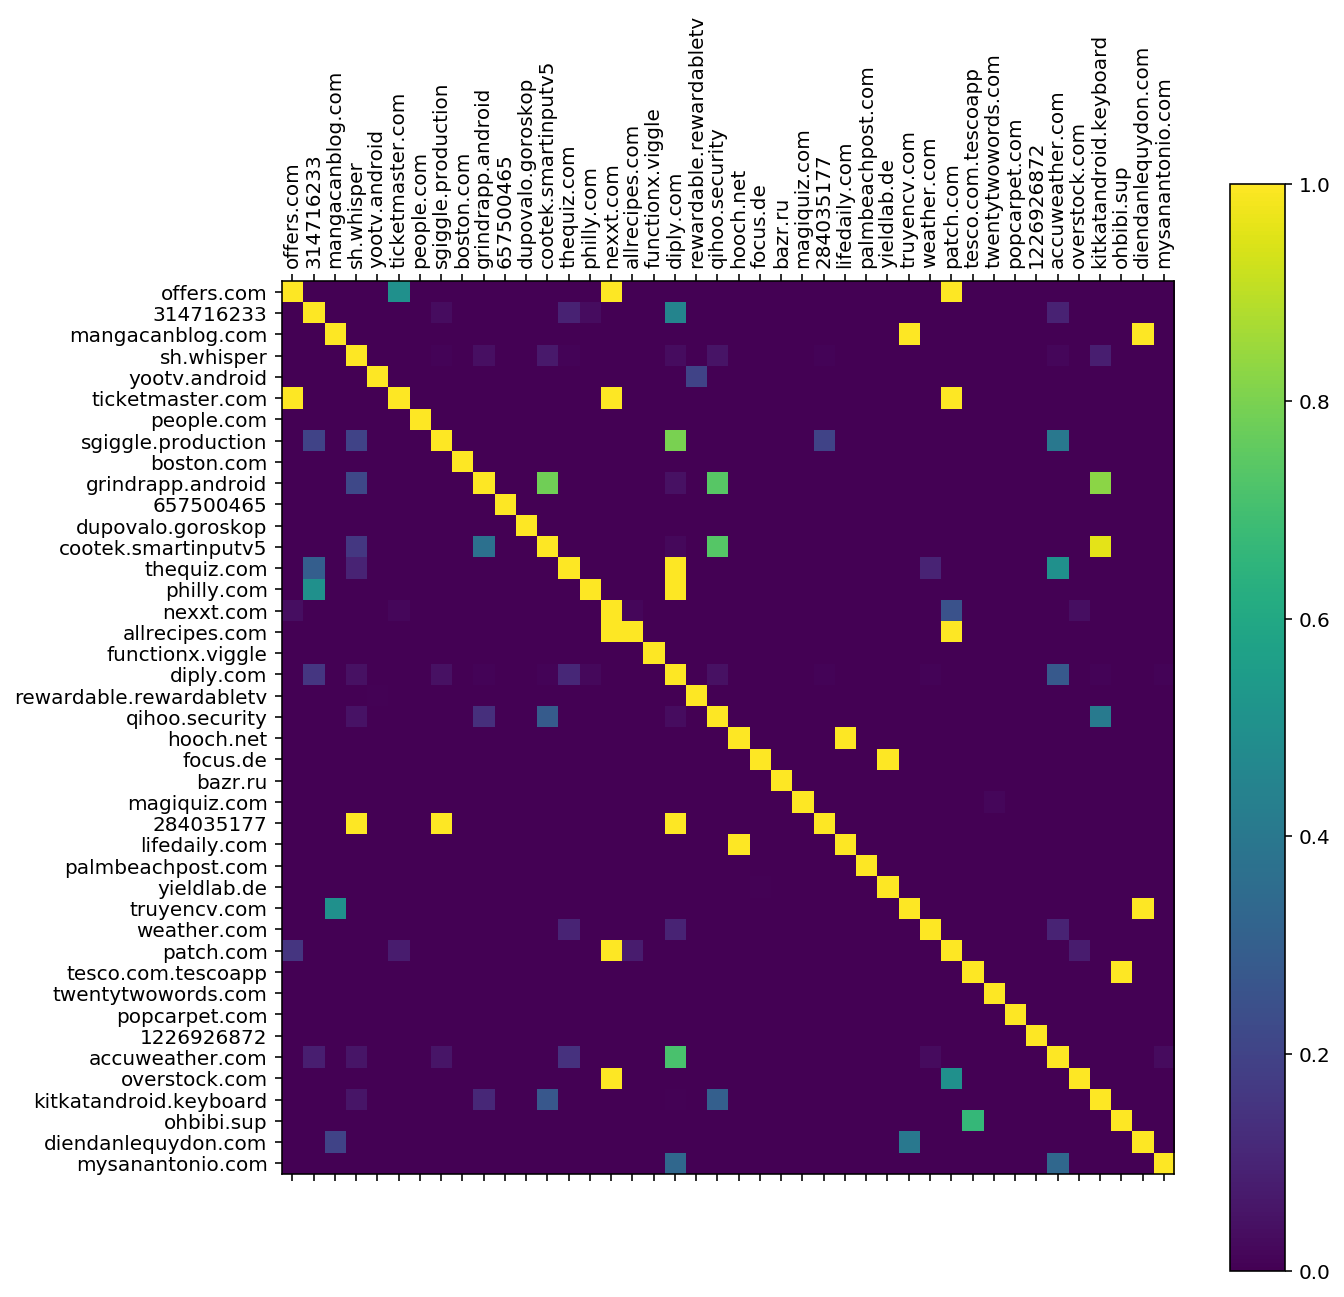 offers.com
314716233
mangacanblog.com
sh.whisper
yootv.android
ticketmaster.com
people.com
sgiggle.production
boston.com
grindrapp.android
657500465
dupovalo.goroskop
cootek.smartinputv5
thequiz.com
philly.com
nexxt.com
allrecipes.com
functionx.viggle
diply.com
rewardable.rewardabletv
qihoo.security
hooch.net
focus.de
bazr.ru
magiquiz.com
284035177
lifedaily.com
palmbeachpost.com
yieldlab.de
truyencv.com
weather.com
patch.com
tesco.com.tescoapp
twentytwowords.com
popcarpet.com
1226926872
accuweather.com
overstock.com
kitkatandroid.keyboard
ohbibi.sup
diendanlequydon.com
mysanantonio.com
offers.com
314716233
mangacanblog.com
sh.whisper
yootv.android
ticketmaster.com
people.com
sgiggle.production
boston.com
grindrapp.android
657500465
dupovalo.goroskop
cootek.smartinputv5
thequiz.com
philly.com
nexxt.com
allrecipes.com
functionx.viggle
diply.com
rewardable.rewardabletv
qihoo.security
hooch.net
focus.de
bazr.ru
magiquiz.com
284035177
lifedaily.com
palmbeachpost.com
yieldlab.de
truyencv.com
weather.com
patch.com
tesco.com.tescoapp
twentytwowords.com
popcarpet.com
1226926872
accuweather.com
overstock.com
kitkatandroid.keyboard
ohbibi.sup
diendanlequydon.com
mysanantonio.com
1.0
0.8
0.6
0.4
0.2
0.0